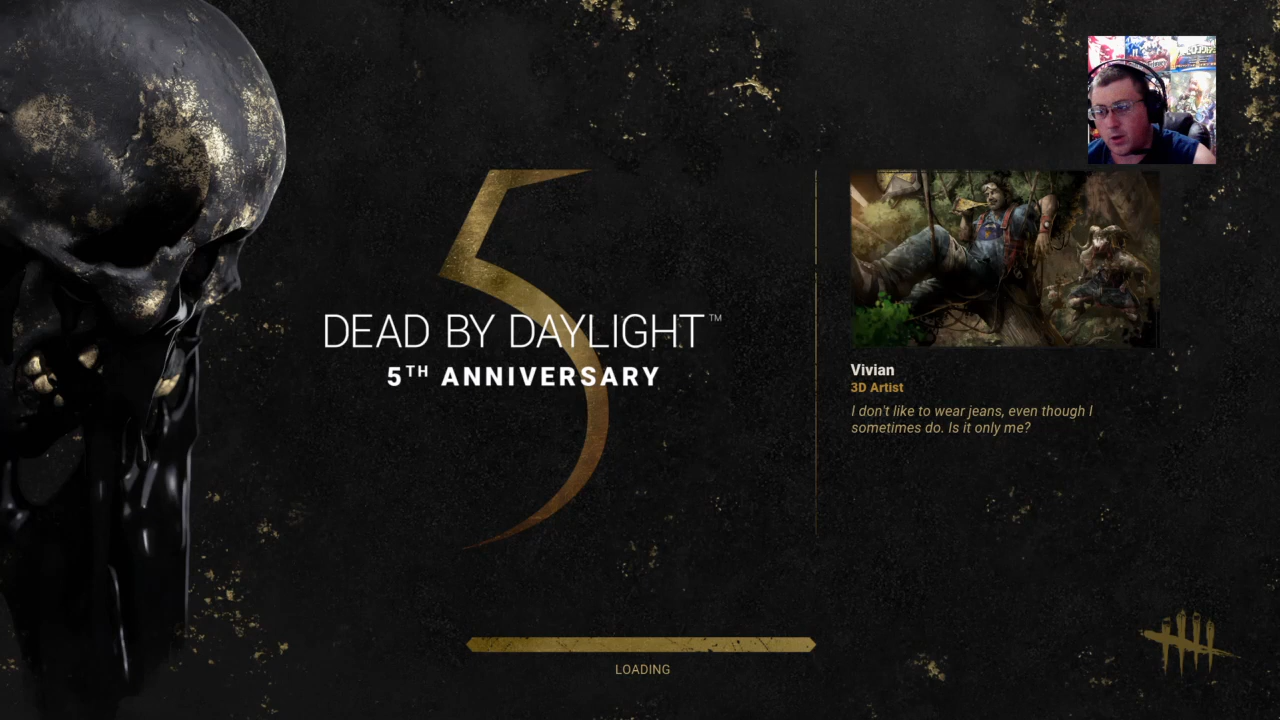 DEAD BY DAYLIGHT™
5TH ANNIVERSARY
Vivian
3D Artist
I don't like to wear jeans, even though I
sometimes do. Is it only me?
LOADING